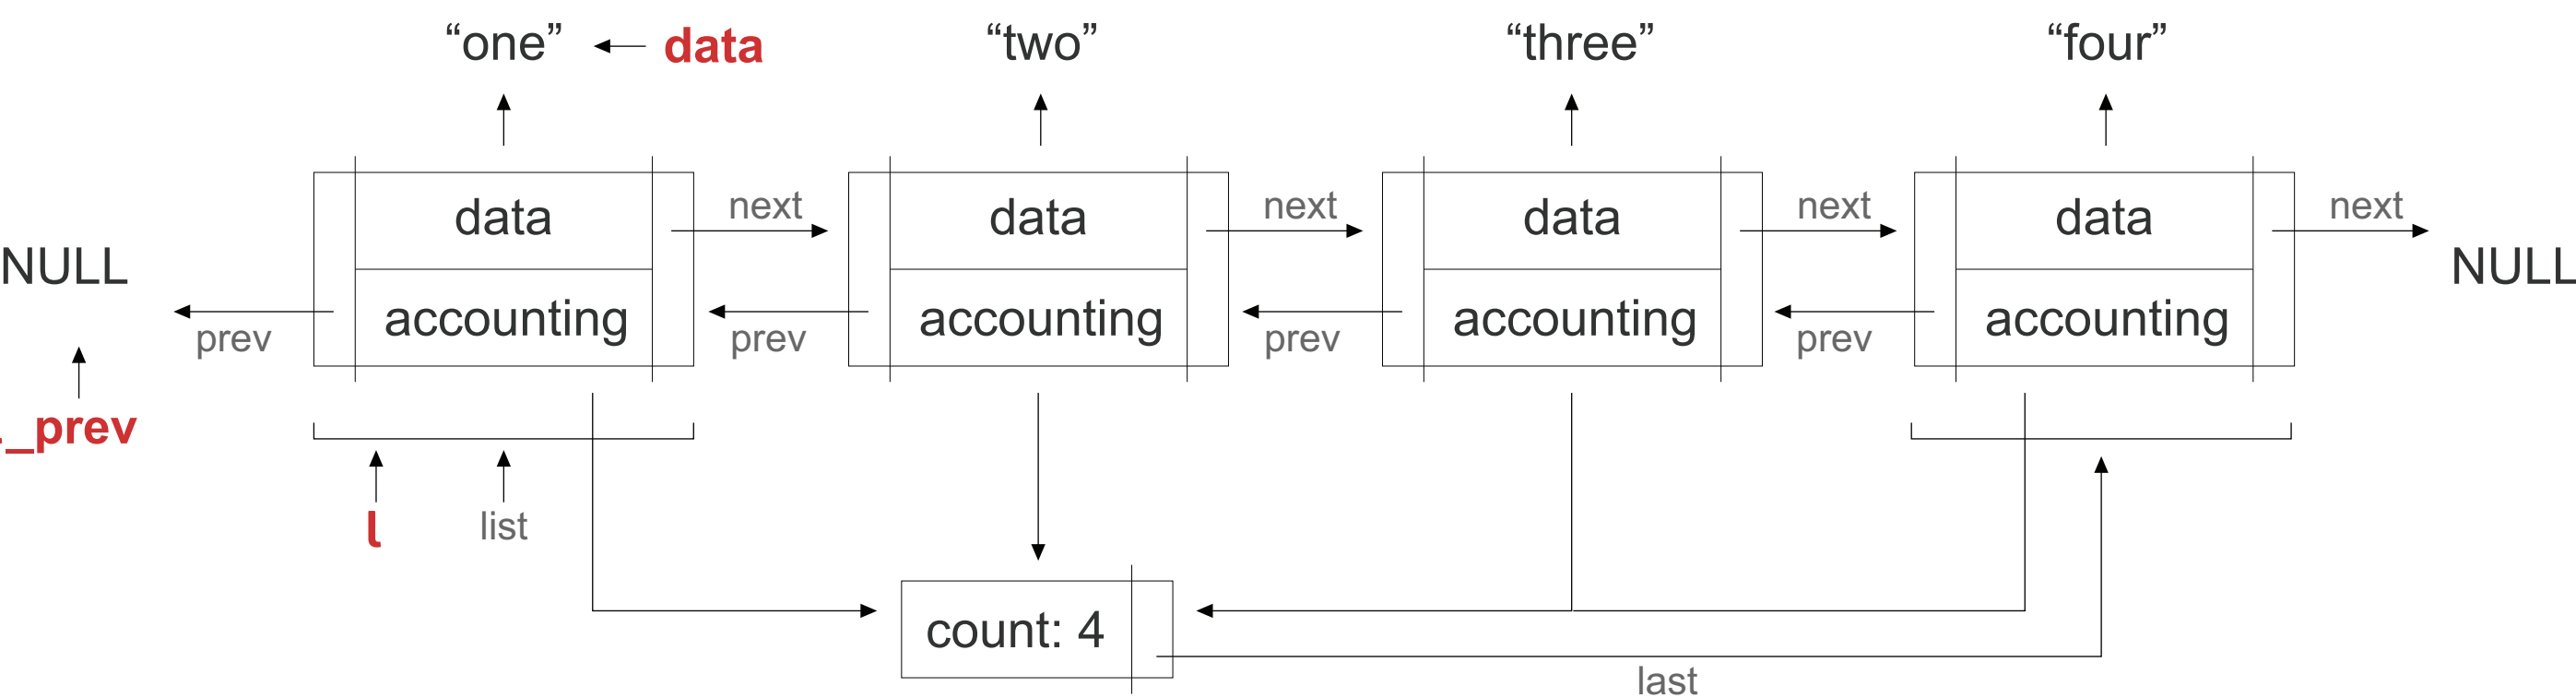 “one”
data
“two”
“three”
“four”
data
next
data
next
data
next
data
next
NULL
NULL
accounting
prev
accounting
prev
accounting
prev
accounting
prev
_prev
l
list
count: 4
last